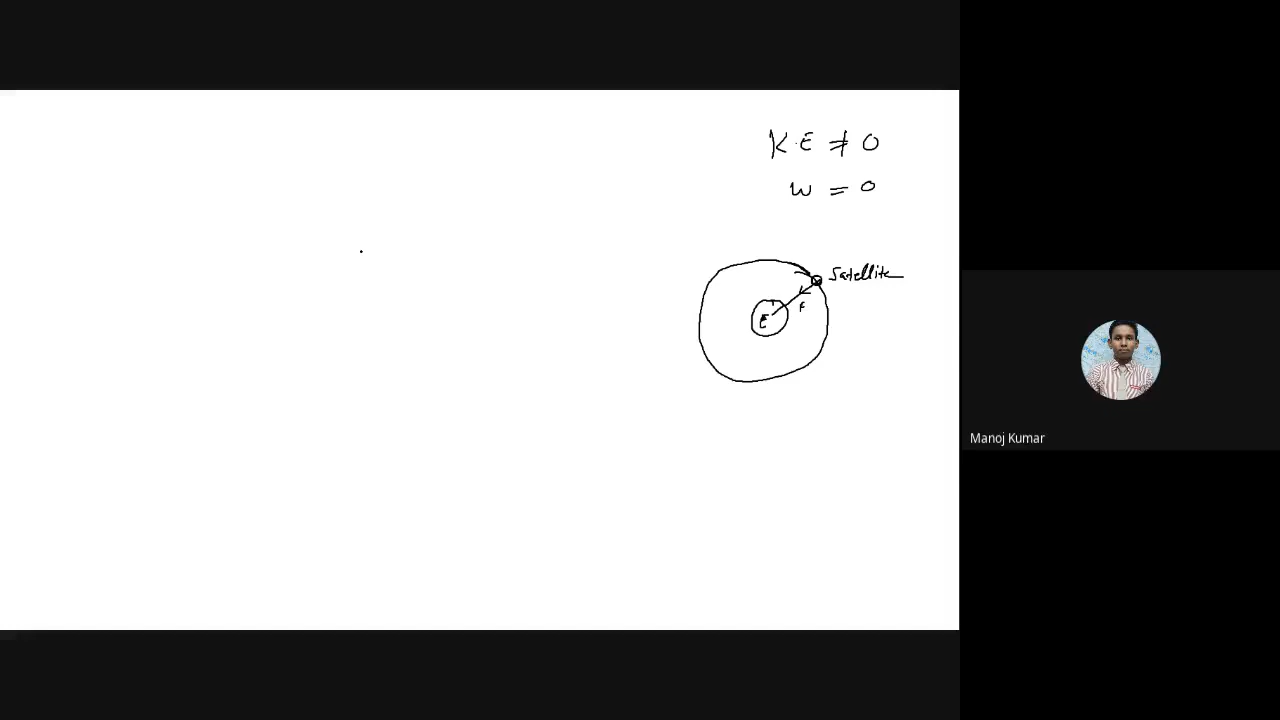 K.E ≠ 0
W = 0
Satellite
F
E
Manoj Kumar